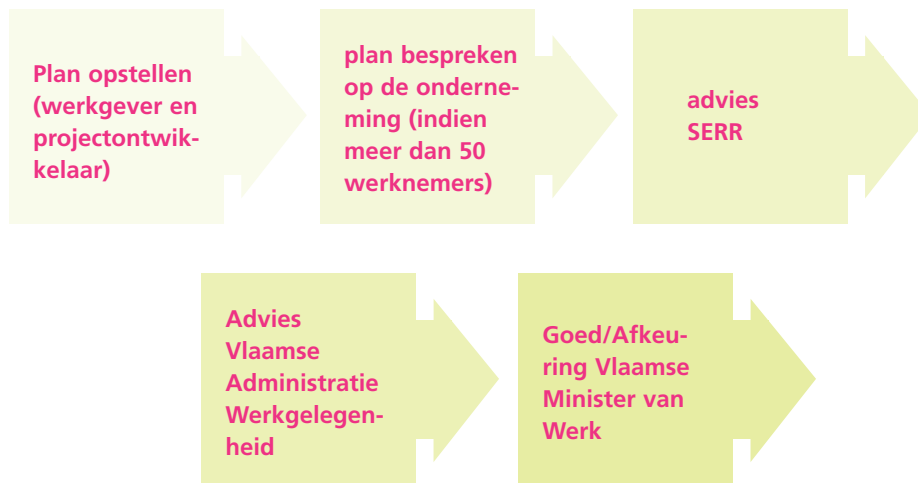 Plan opstellen
(werkgever en
projectontwik-
kelaar)
plan bespreken
op de onderne-
ming (indien
meer dan 50
werknemers)
advies
SERR
Advies
Vlaamse
Administratie
Werkgelegen-
heid
Goed/Afkeu-
ring Vlaamse
Minister van
Werk